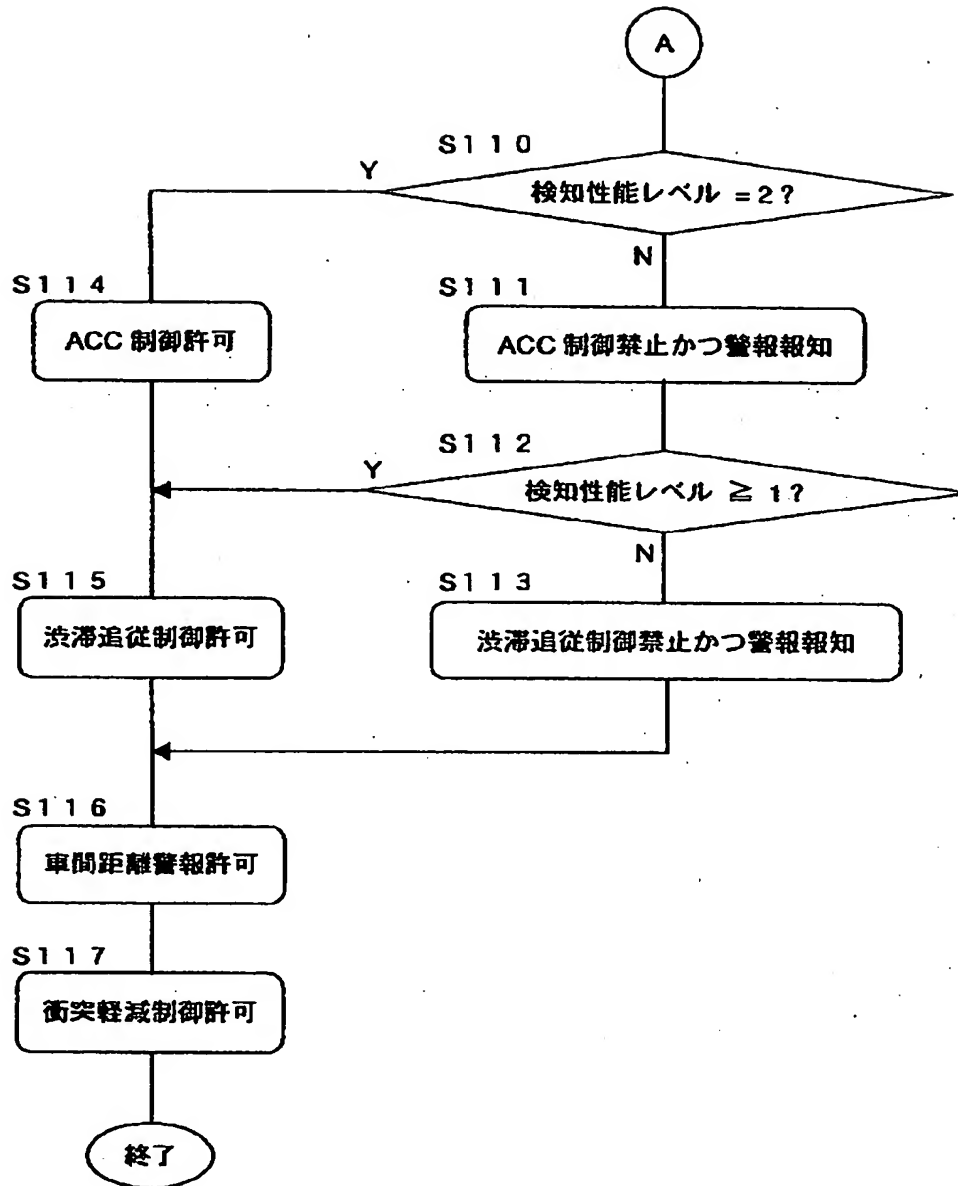 A
S110
Y
検知性能レベル =2?
N
S114
S111
ACC 制御許可
ACC 制御禁止かつ警報報知
S112
Y
検知性能レベル ≧ 1?
N
S115
S113
渋滞追従制御許可
渋滞追従制御禁止かつ警報報知
S116
車間距離警報許可
S117
衝突軽減制御許可
終了